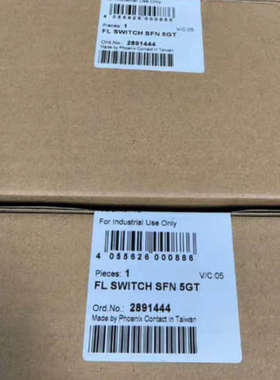 For Industrial Use Only
4 055626 000886
Pieces: 1 V/C:05
FL SWITCH SFN 5GT
Ord.No.: 2891444
Made by Phoenix Contact in Taiwan
For Industrial Use Only
4 055626 000886
Pieces: 1 V/C:05
FL SWITCH SFN 5GT
Ord.No.: 2891444
Made by Phoenix Contact in Taiwan